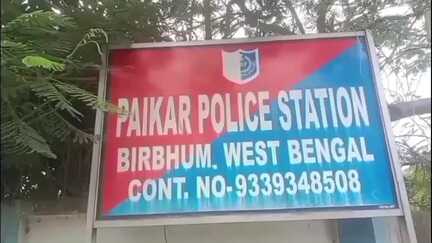 PAIKAR POLICE STATION
BIRBHUM, WEST BENGAL
CONT. NO-9339348508